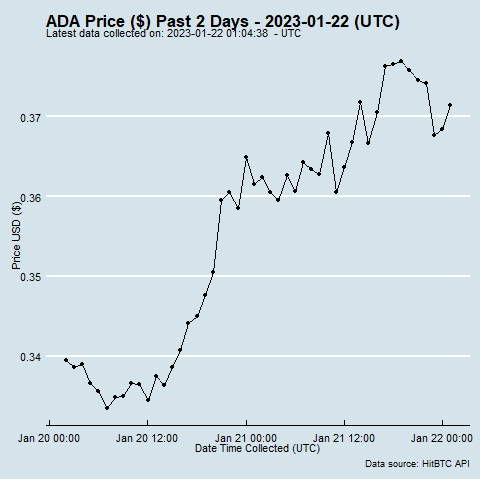 ADA Price ($) Past 2 Days - 2023-01-22 (UTC)
Latest data collected on: 2023-01-22 01:04:38  - UTC
0.37
0.36
0.35
0.34
Price USD ($)
Jan 20 00:00 Jan 20 12:00 Jan 21 00:00 Jan 21 12:00 Jan 22 00:00
Date Time Collected (UTC)
Data source: HitBTC API